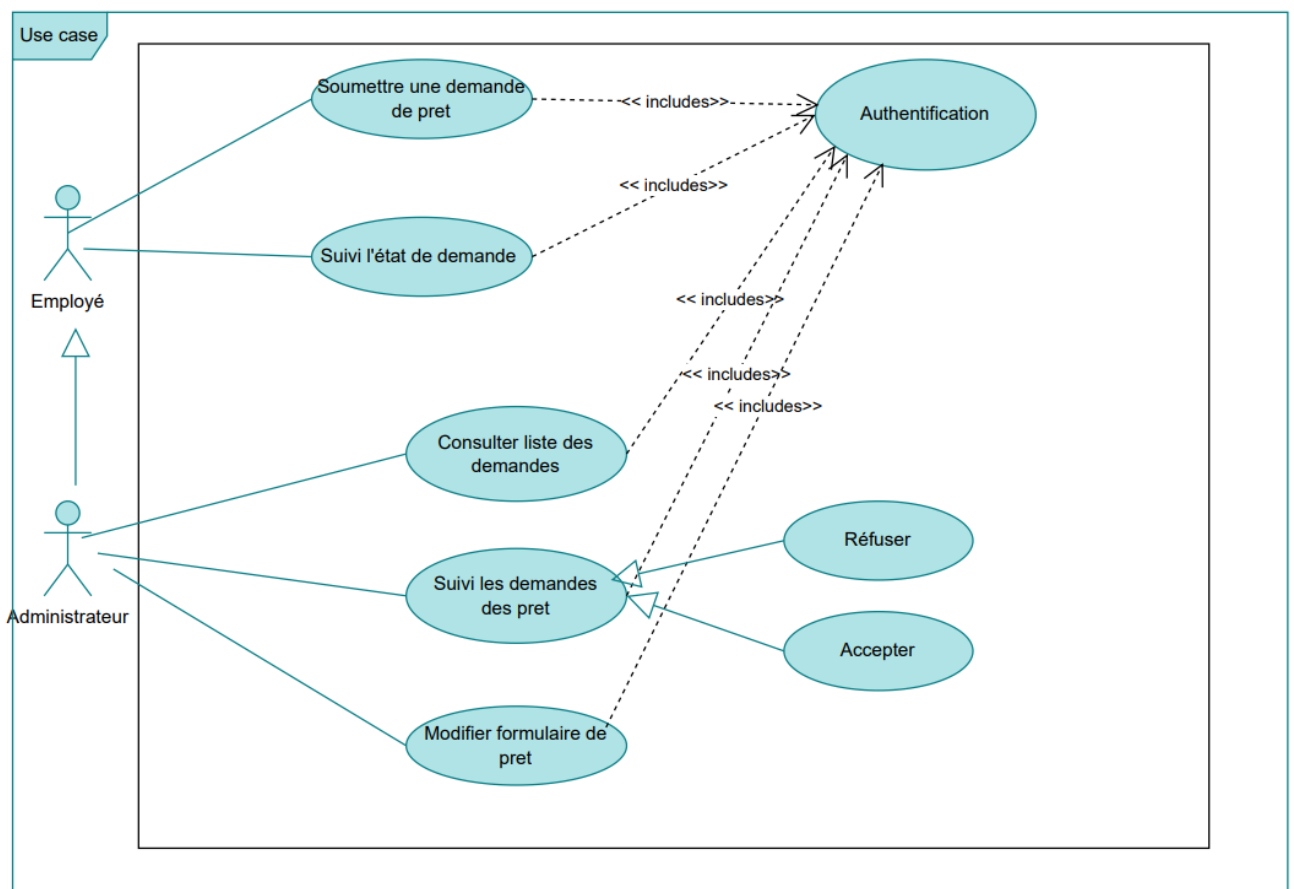 Use case
Soumettre une demande
de pret
<< includes>>
Authentification
<< includes>>
Suivi l'état de demande
Employé
<< includes>>
<< includes>>
<< includes>>
Consulter liste des
demandes
Réfuser
Suivi les demandes
des pret
Administrateur
Accepter
Modifier formulaire de
pret